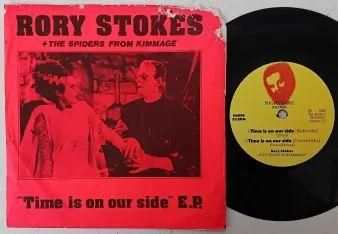 RORY STOKES
+ THE SPIDERS FROM KIMMAGE
"Time is on our side" E.P.
NIGHTMARE
RECORDS
Time is on our side (Radio Mix)
Time is on our side (Cement Mix)
Rory Stokes